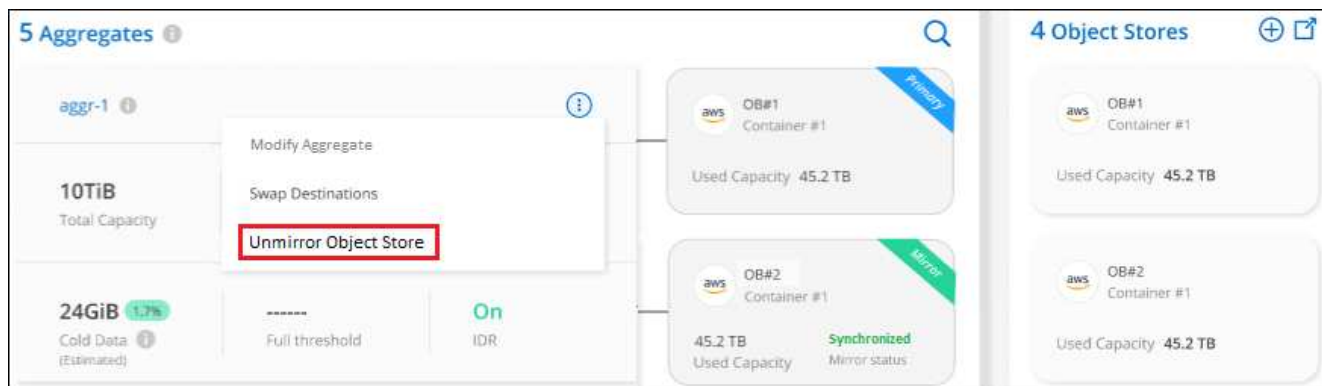 5 Aggregates
aggr-1
Modify Aggregate
Swap Destinations
Unmirror Object Store
10TiB
Total Capacity
24GiB 1.7%
Cold Data
(Estimated)
------
Full threshold
On
IDR
Primary
aws
OB#1
Container #1
Used Capacity 45.2 TB
Mirror
aws
OB#2
Container #1
45.2 TB
Used Capacity
Synchronized
Mirror status
4 Object Stores
aws
OB#1
Container #1
Used Capacity 45.2 TB
aws
OB#2
Container #1
Used Capacity 45.2 TB